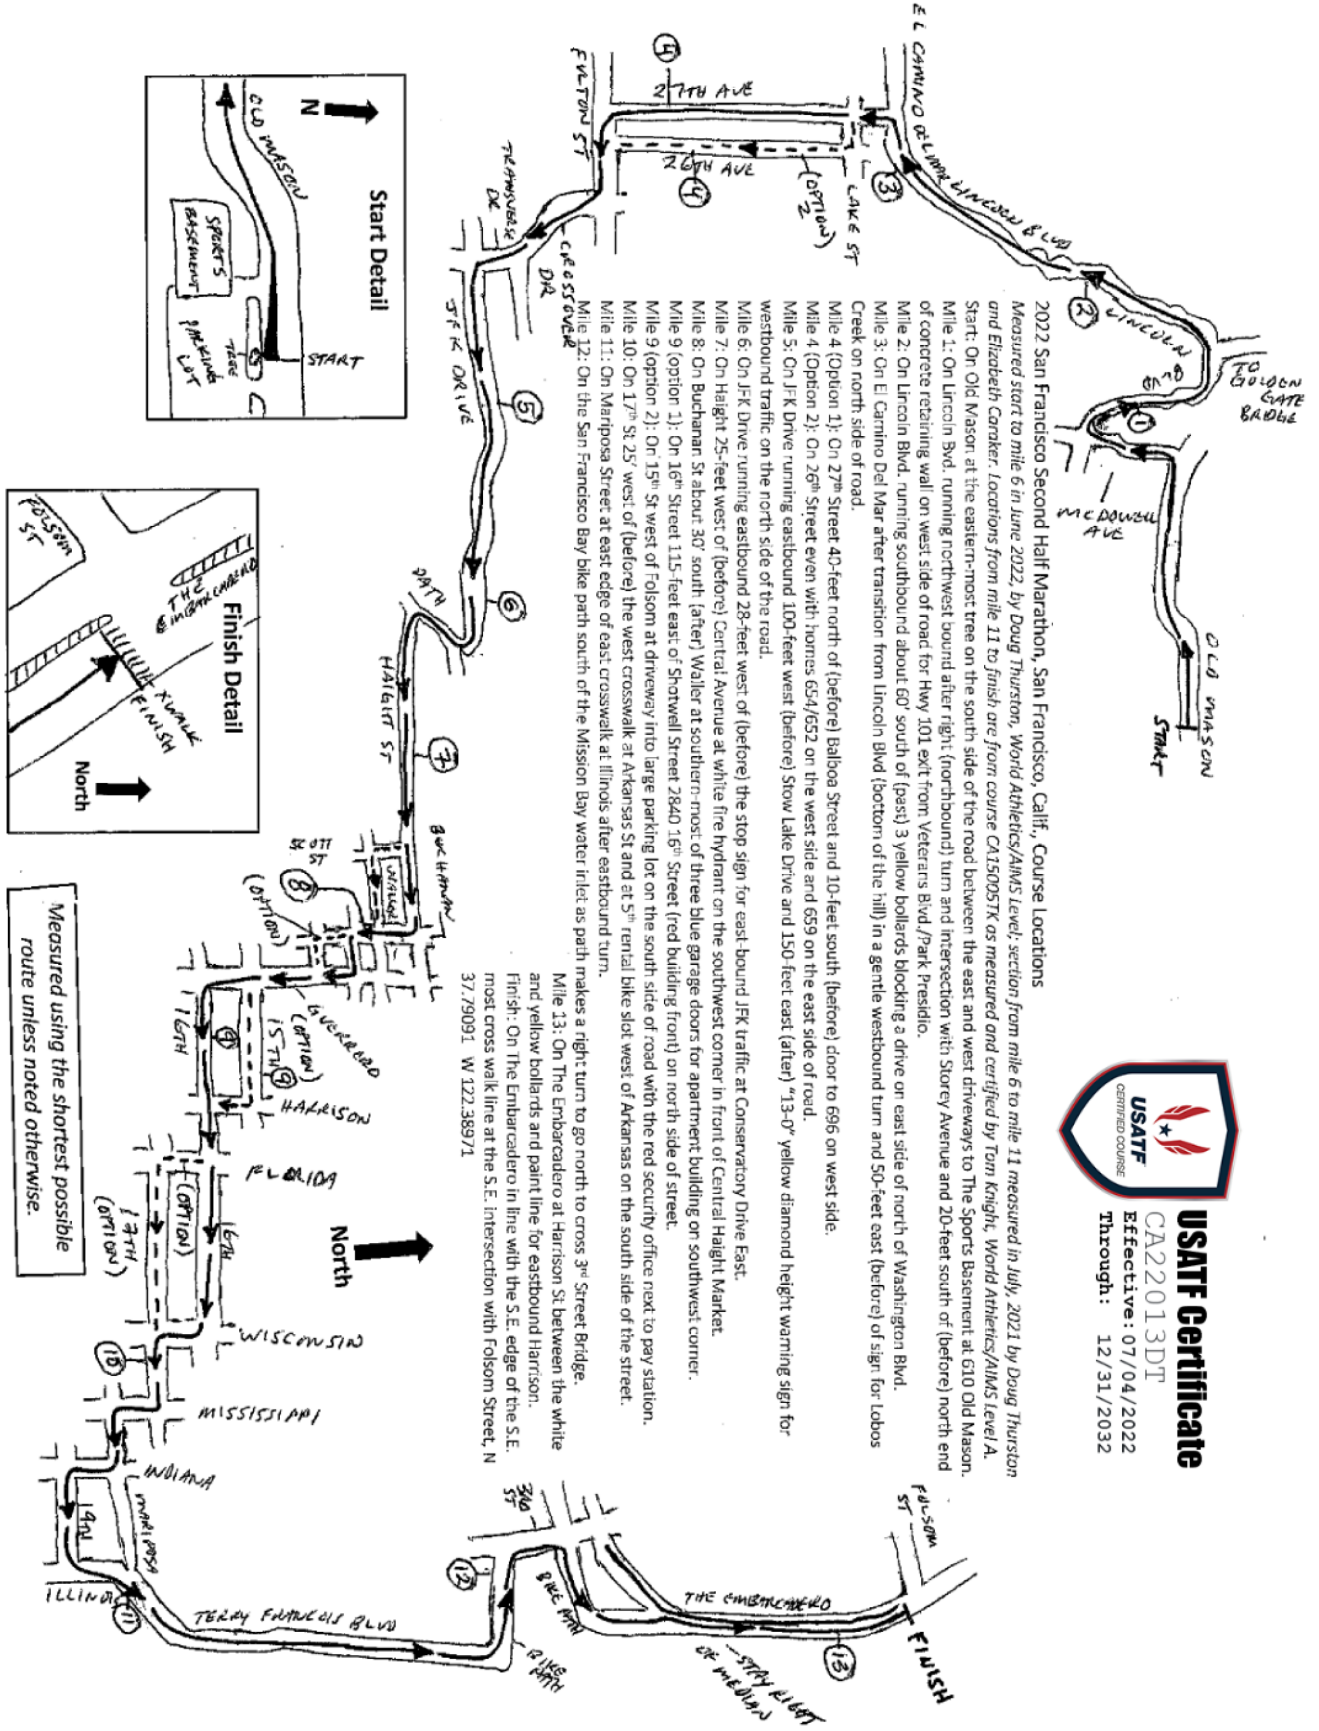 USATF
CERTIFIED COURSE
USATF Certificate
CA22013DT
Effective: 07/04/2022
Through: 12/31/2032
2022 San Francisco Second Half Marathon, San Francisco, Calif., Course Locations
Measured start to mile 6 in June 2022, by Doug Thurston, World Athletics/AIMS Level; section from mile 6 to mile 11 measured in July, 2021 by Doug Thurston
and Elizabeth Caraker. Locations from mile 11 to finish are from course CA15005TK as measured and certified by Tom Knight, World Athletics/AIMS Level A.
Start: On Old Mason at the eastern-most tree on the south side of the road between the east and west driveways to The Sports Basement at 610 Old Mason.
Mile 1: On Lincoln Bvd. running northwest bound after right (northbound) turn and intersection with Storey Avenue and 20-feet south of (before) north end
of concrete retaining wall on west side of road for Hwy 101 exit from Veterans Blvd./Park Presidio.
Mile 2: On Lincoln Blvd. running southbound about 60' south of (past) 3 yellow bollards blocking a drive on east side of north of Washington Blvd.
Mile 3: On El Camino Del Mar after transition from Lincoln Blvd (bottom of the hill) in a gentle westbound turn and 50-feet east (before) of sign for Lobos
Creek on north side of road.
Mile 4 (Option 1): On 27th Street 40-feet north of (before) Balboa Street and 10-feet south (before) door to 696 on west side.
Mile 4 (Option 2): On 26th Street even with homes 654/652 on the west side and 659 on the east side of road.
Mile 5: On JFK Drive running eastbound 100-feet west (before) Stow Lake Drive and 150-feet east (after) "13-0" yellow diamond height warning sign for
westbound traffic on the north side of the road.
Mile 6: On JFK Drive running eastbound 28-feet west of (before) the stop sign for east-bound JFK traffic at Conservatory Drive East.
Mile 7: On Haight 25-feet west of (before) Central Avenue at white fire hydrant on the southwest corner in front of Central Haight Market.
Mile 8: On Buchanan St about 30' south (after) Waller at southern-most of three blue garage doors for apartment building on southwest corner.
Mile 9 (option 1): On 16th Street 115-feet east of Shotwell Street 2840 16th Street (red building front) on north side of street.
Mile 9 (option 2): On 15th St west of Folsom at driveway into large parking lot on the south side of road with the red security office next to pay station.
Mile 10: On 17th St 25' west of (before) the west crosswalk at Arkansas St and at 5th rental bike slot west of Arkansas on the south side of the street.
Mile 11: On Mariposa Street at east edge of east crosswalk at Illinois after eastbound turn.
Mile 12: On the San Francisco Bay bike path south of the Mission Bay water inlet as path makes a right turn to go north to cross 3rd Street Bridge.
Mile 13: On The Embarcadero at Harrison St between the white
and yellow bollards and paint line for eastbound Harrison.
Finish: On The Embarcadero in line with the S.E. edge of the S.E.
most cross walk line at the S.E. intersection with Folsom Street, N
37.79091 W 122.38971
OLD MASON
START
MCDOWELL
AVE
1
TO
GOLDEN
GATE
BRIDGE
LINCOLN
BLVD
2
LINCOLN BLVD
EL CAMINO DEL MAR
3
LAKE ST
27TH AVE
4
26TH AVE
4
(OPTION)
2
FULTON ST
CROSSOVER
DR
TRANSVERSE
DR
JFK DRIVE
5
6
PATH
HAIGHT ST
7
BUCHANAN
WALLER
SCOTT
ST
8
(OPTION)
GUERRERO
(OPTION)
15TH
9
16TH
9
HARRISON
FLORIDA
(OPTION)
16TH
17TH
(OPTION)
WISCONSIN
10
MISSISSIPPI
INDIANA
MARIPOSA
19TH
ILLINOIS
11
TERRY FRANCOIS BLVD
BIKE
PATH
12
3RD
ST
BIKE PATH
THE EMBARCADERO
STAY RIGHT
OF MEDIAN
13
FOLSOM
ST
FINISH
North
Start Detail
N
OLD MASON
SPORTS
BASEMENT
PARKING
LOT
TREE
START
Finish Detail
THE
EMBARCADERO
FOLSOM
ST
XWALK
FINISH
North
Measured using the shortest possible
route unless noted otherwise.